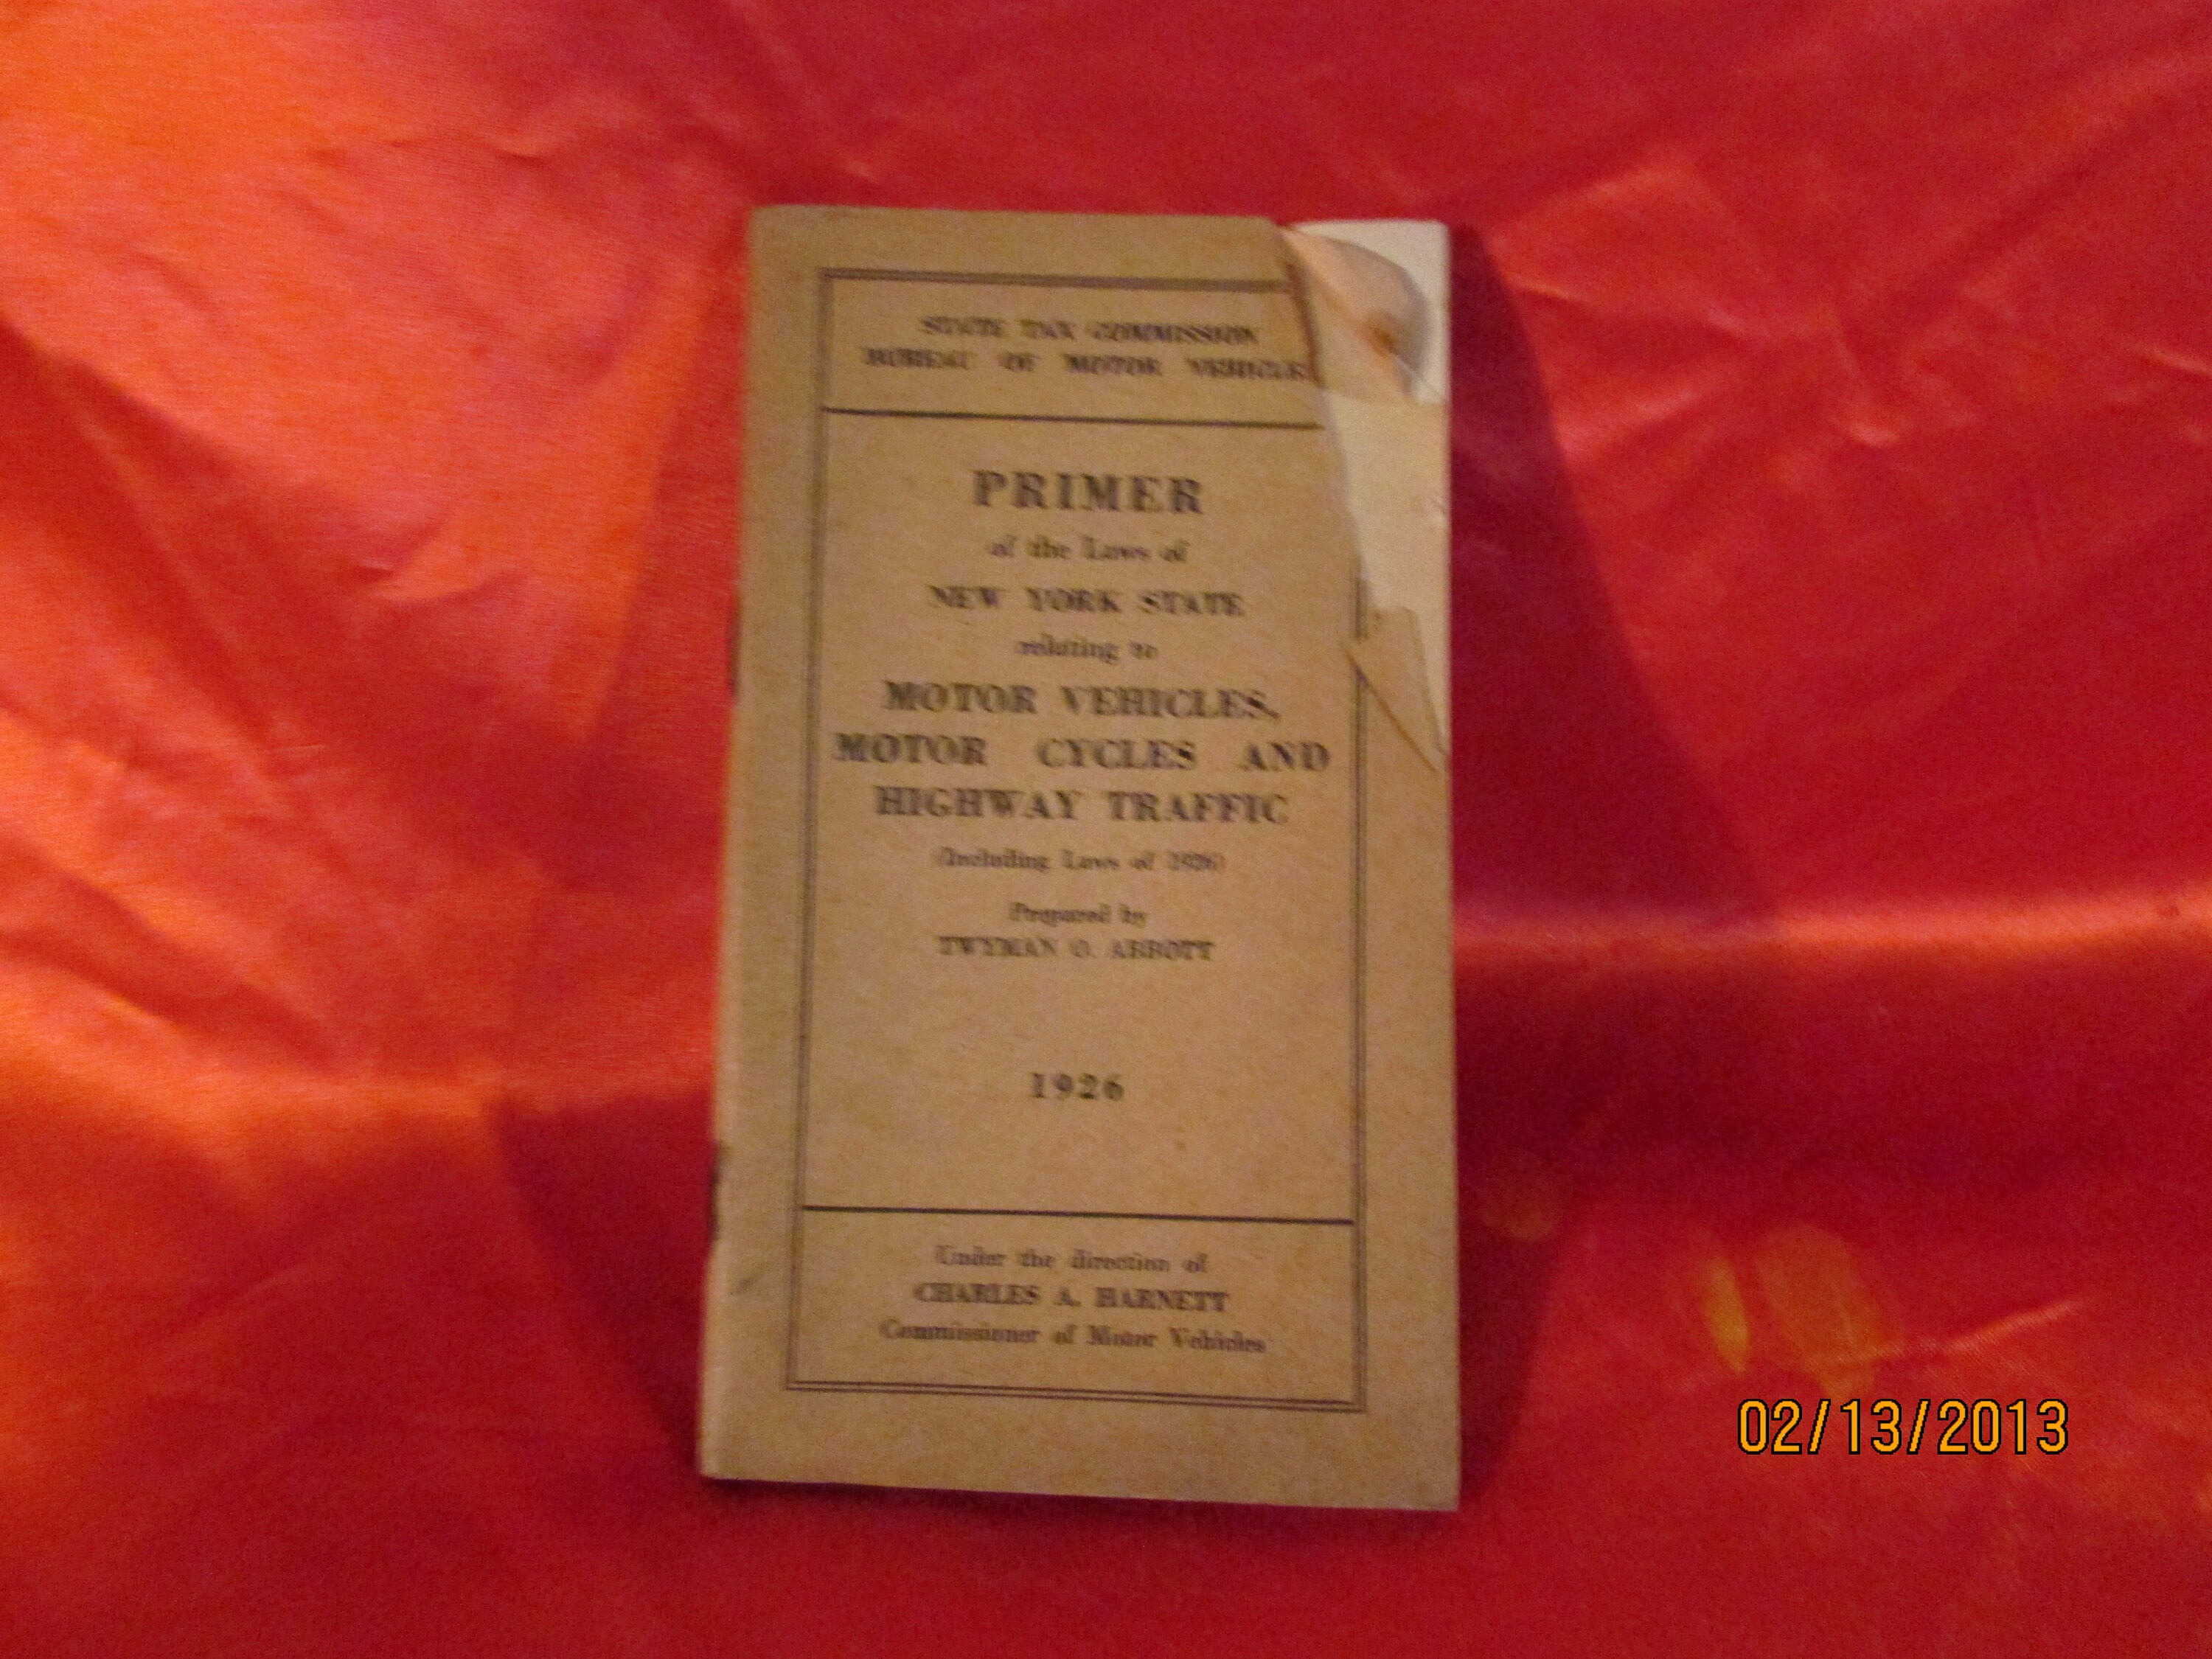 STATE TAX COMMISSION
BUREAU OF MOTOR VEHICLES
PRIMER
of the Laws of
NEW YORK STATE
relating to
MOTOR VEHICLES,
MOTOR CYCLES AND
HIGHWAY TRAFFIC
(Including Laws of 1926)
Prepared by
TWYMAN O. ABBOTT
1926
Under the direction of
CHARLES A. HARNETT
Commissioner of Motor Vehicles
02/13/2013